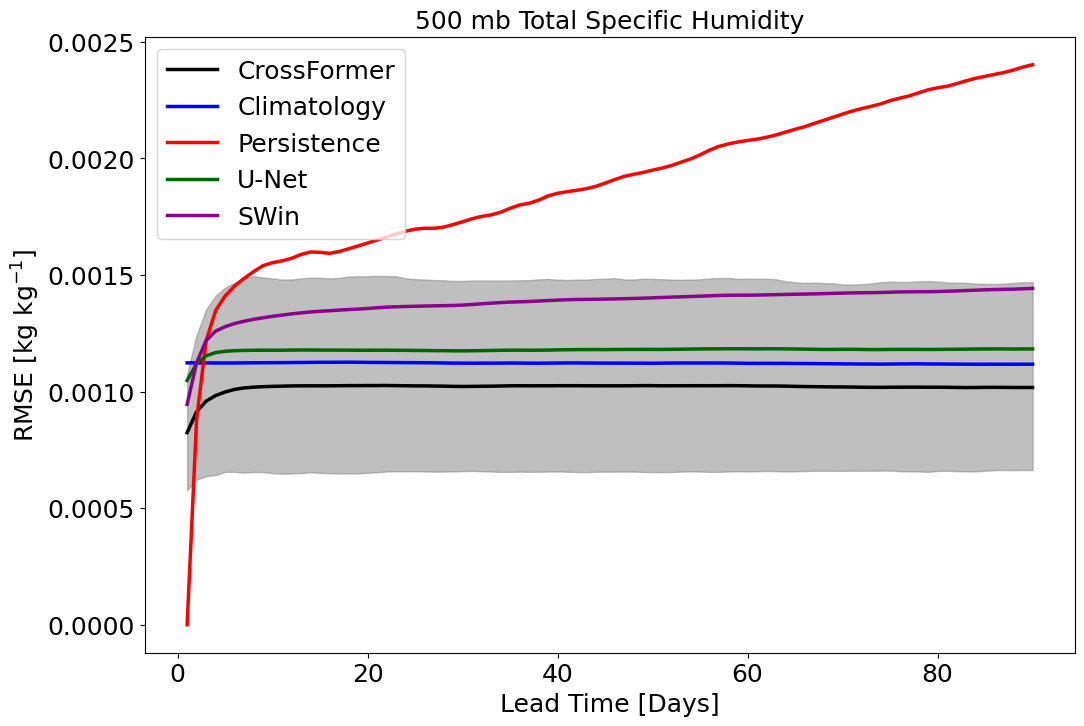 500 mb Total Specific Humidity
0.0025
0.0020
0.0015
0.0010
0.0005
0.0000
RMSE [kg kg⁻¹]
CrossFormer
Climatology
Persistence
U-Net
SWin
0 20 40 60 80
Lead Time [Days]